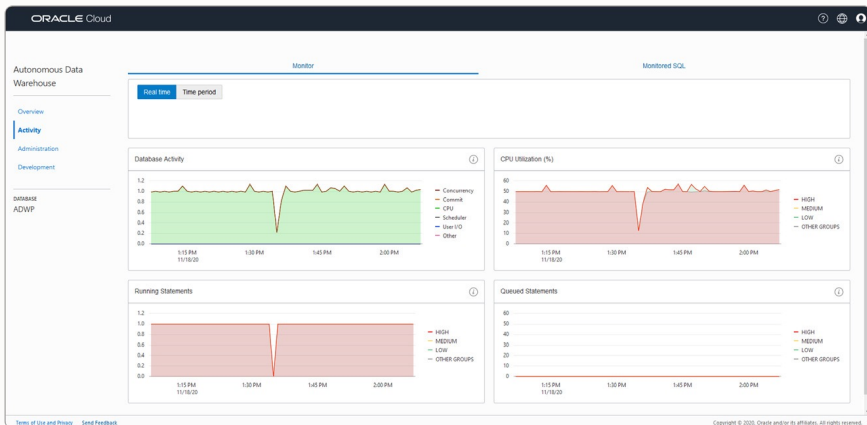 ORACLE Cloud
Autonomous Data
Warehouse
Overview
Activity
Administration
Development
DATABASE
ADWP
Monitor
Monitored SQL
Real time
Time period
Database Activity
1.2
1.0
0.8
0.6
0.4
0.2
0.0
1:15 PM
11/18/20
1:30 PM
1:45 PM
2:00 PM
Concurrency
Commit
CPU
Scheduler
User I/O
Other
CPU Utilization (%)
60
50
40
30
20
10
0
1:15 PM
11/18/20
1:30 PM
1:45 PM
2:00 PM
HIGH
MEDIUM
LOW
OTHER GROUPS
Running Statements
1.2
1.0
0.8
0.6
0.4
0.2
0.0
1:15 PM
11/18/20
1:30 PM
1:45 PM
2:00 PM
HIGH
MEDIUM
LOW
OTHER GROUPS
Queued Statements
60
50
40
30
20
10
0
1:15 PM
11/18/20
1:30 PM
1:45 PM
2:00 PM
HIGH
MEDIUM
LOW
OTHER GROUPS
Terms of Use and Privacy
Send Feedback
Copyright © 2020, Oracle and/or its affiliates. All rights reserved.